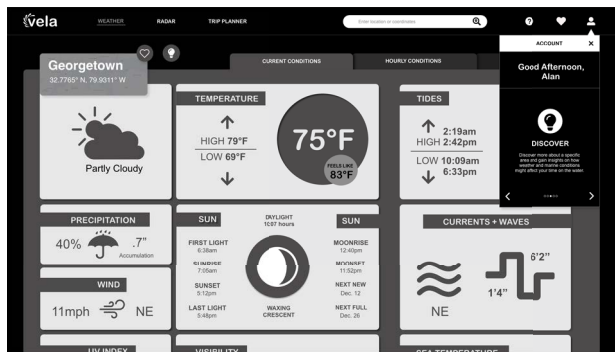 vela
WEATHER
RADAR
TRIP PLANNER
Enter location or coordinates
?
ACCOUNT
×
Good Afternoon,
Alan
DISCOVER
Discover more about a specific
area and gain insights on how
weather and marine conditions
might affect your time on the water.
Georgetown
32.7765° N, 79.9311° W
CURRENT CONDITIONS
HOURLY CONDITIONS
Partly Cloudy
TEMPERATURE
HIGH 79°F
LOW 69°F
75°F
FEELS LIKE
83°F
TIDES
2:19am
HIGH 2:42pm
LOW 10:09am
6:33pm
PRECIPITATION
40%
.7"
Accumulation
WIND
11mph
NE
SUN
FIRST LIGHT
6:38am
SUNRISE
7:05am
SUNSET
5:12pm
LAST LIGHT
5:48pm
DAYLIGHT
10:07 hours
WAXING
CRESCENT
SUN
MOONRISE
12:40pm
MOONSET
11:52pm
NEXT NEW
Dec. 12
NEXT FULL
Dec. 26
CURRENTS + WAVES
NE
6'2"
1'4"
UV INDEX
VISIBILITY
SEA TEMPERATURE